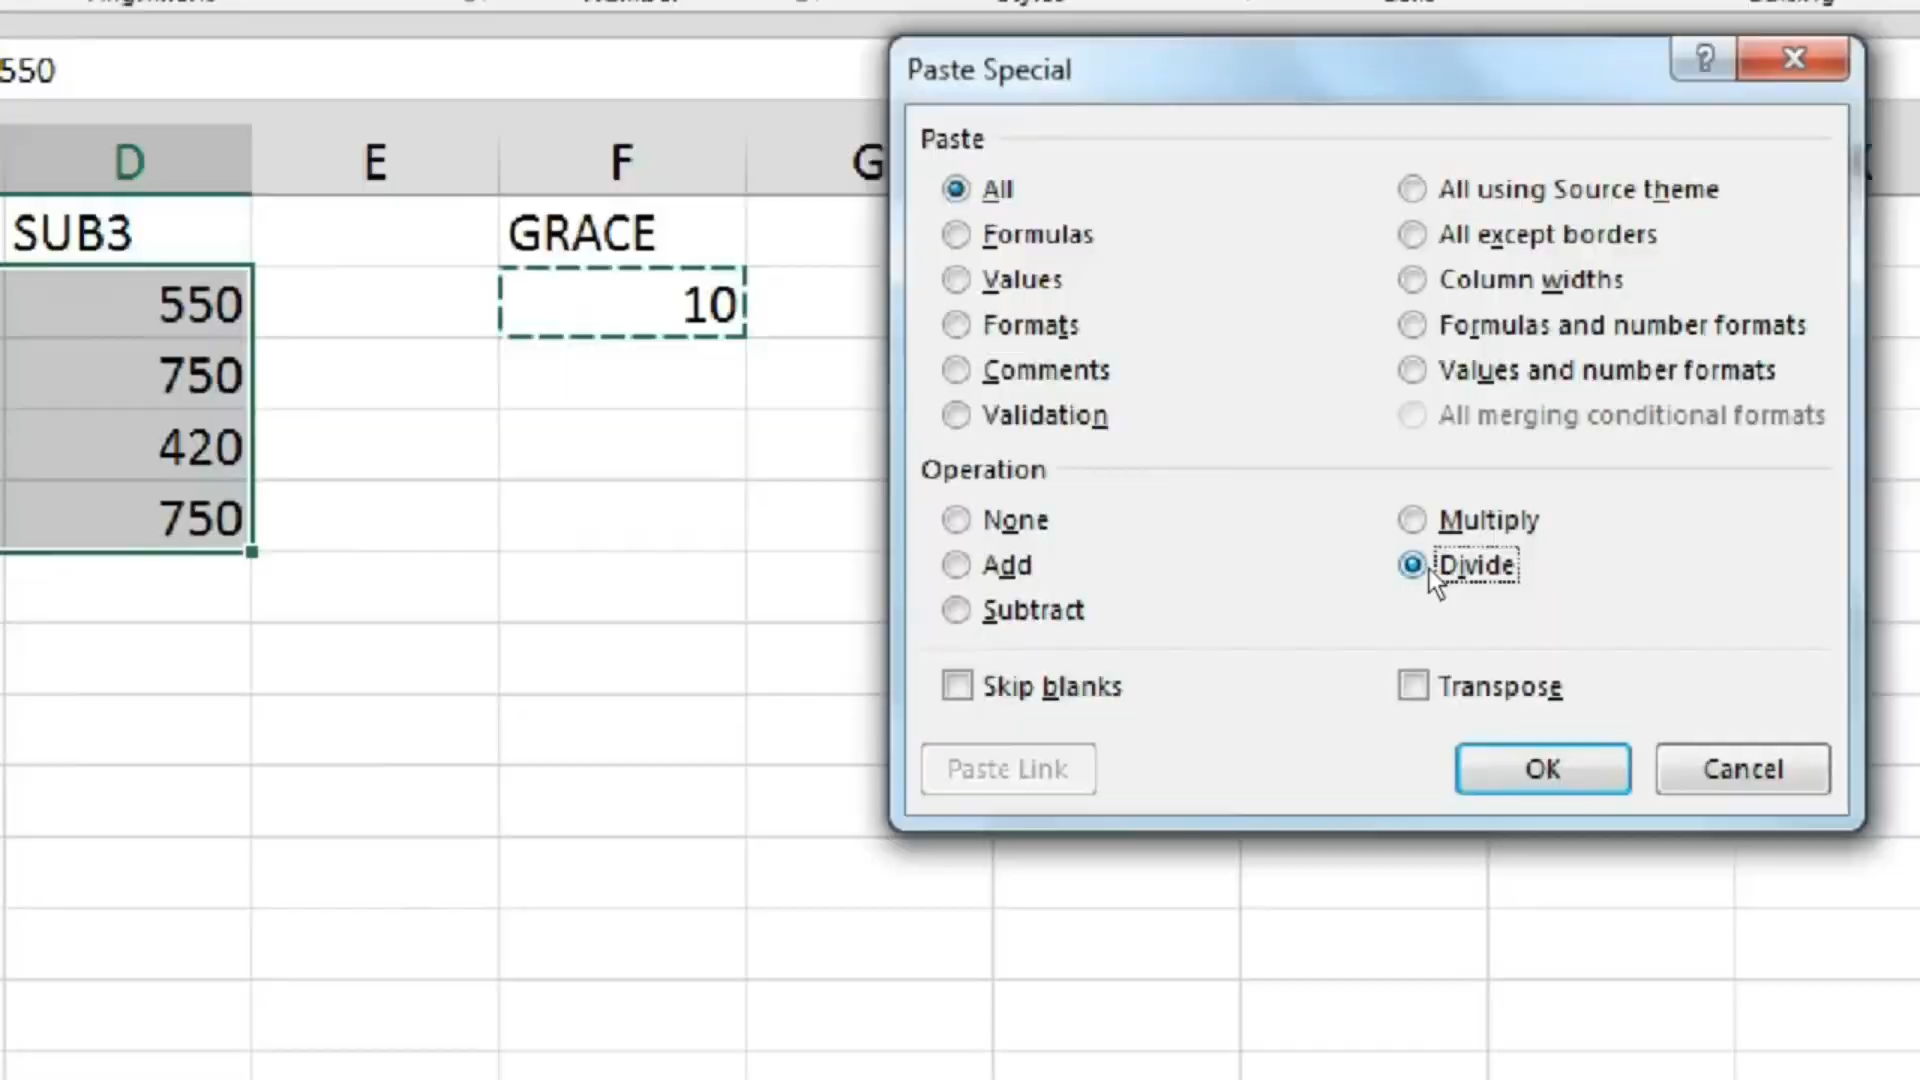 550
Paste Special
?
X
D
E
F
G
SUB3
GRACE
550
10
750
420
750
Paste
All
All using Source theme
Formulas
All except borders
Values
Column widths
Formats
Formulas and number formats
Comments
Values and number formats
Validation
All merging conditional formats
Operation
None
Multiply
Add
Divide
Subtract
Skip blanks
Transpose
Paste Link
OK
Cancel